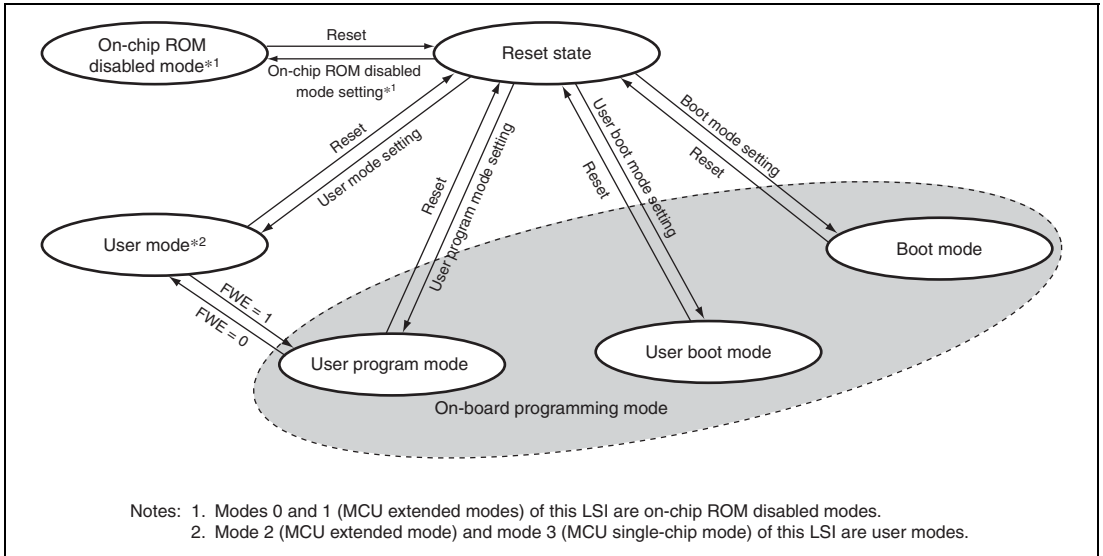 On-chip ROM
disabled mode*1
Reset
On-chip ROM disabled
mode setting*1
Reset state
Reset
User mode setting
Reset
User program mode setting
User boot mode setting
Reset
Boot mode setting
Reset
User mode*2
Boot mode
FWE = 1
FWE = 0
User program mode
User boot mode
On-board programming mode
Notes: 1. Modes 0 and 1 (MCU extended modes) of this LSI are on-chip ROM disabled modes.
2. Mode 2 (MCU extended mode) and mode 3 (MCU single-chip mode) of this LSI are user modes.